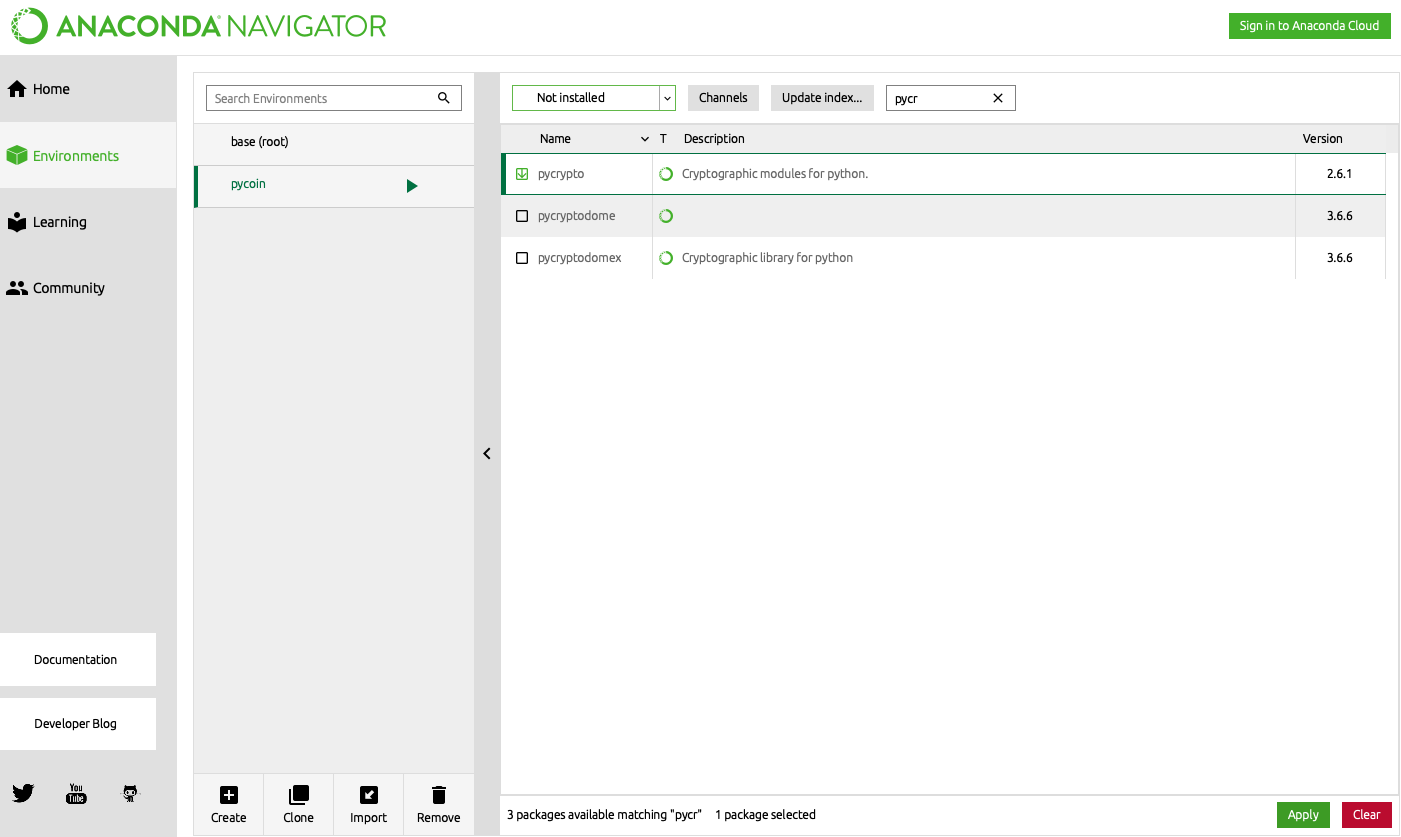 ANACONDA NAVIGATOR
Sign in to Anaconda Cloud
Home
Environments
Learning
Community
Documentation
Developer Blog
You
Tube
Search Environments
base (root)
pycoin
Create
Clone
Import
Remove
Not installed
Channels
Update index...
pycr
Name
T
Description
Version
pycrypto
Cryptographic modules for python.
2.6.1
pycryptodome
3.6.6
pycryptodomex
Cryptographic library for python
3.6.6
3 packages available matching "pycr"
1 package selected
Apply
Clear